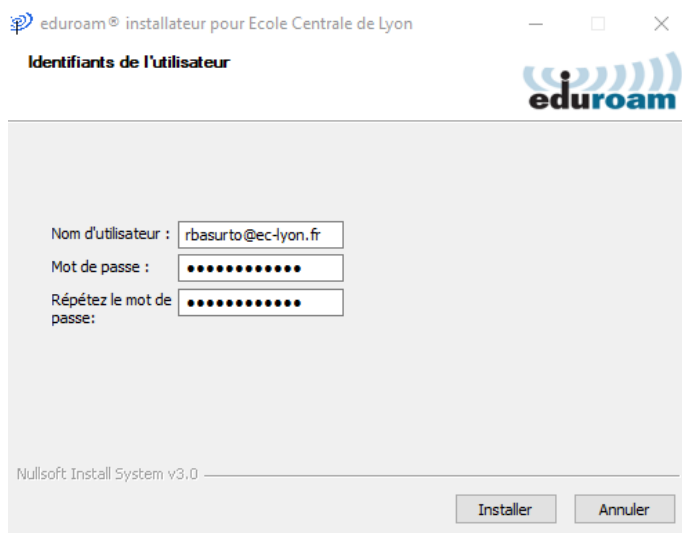 eduroam® installateur pour Ecole Centrale de Lyon
Identifiants de l'utilisateur
eduroam
Nom d'utilisateur : rbasurto@ec-lyon.fr
Mot de passe : ●●●●●●●●●●●●
Répétez le mot de ●●●●●●●●●●●●
passe:
Nullsoft Install System v3.0
Installer Annuler